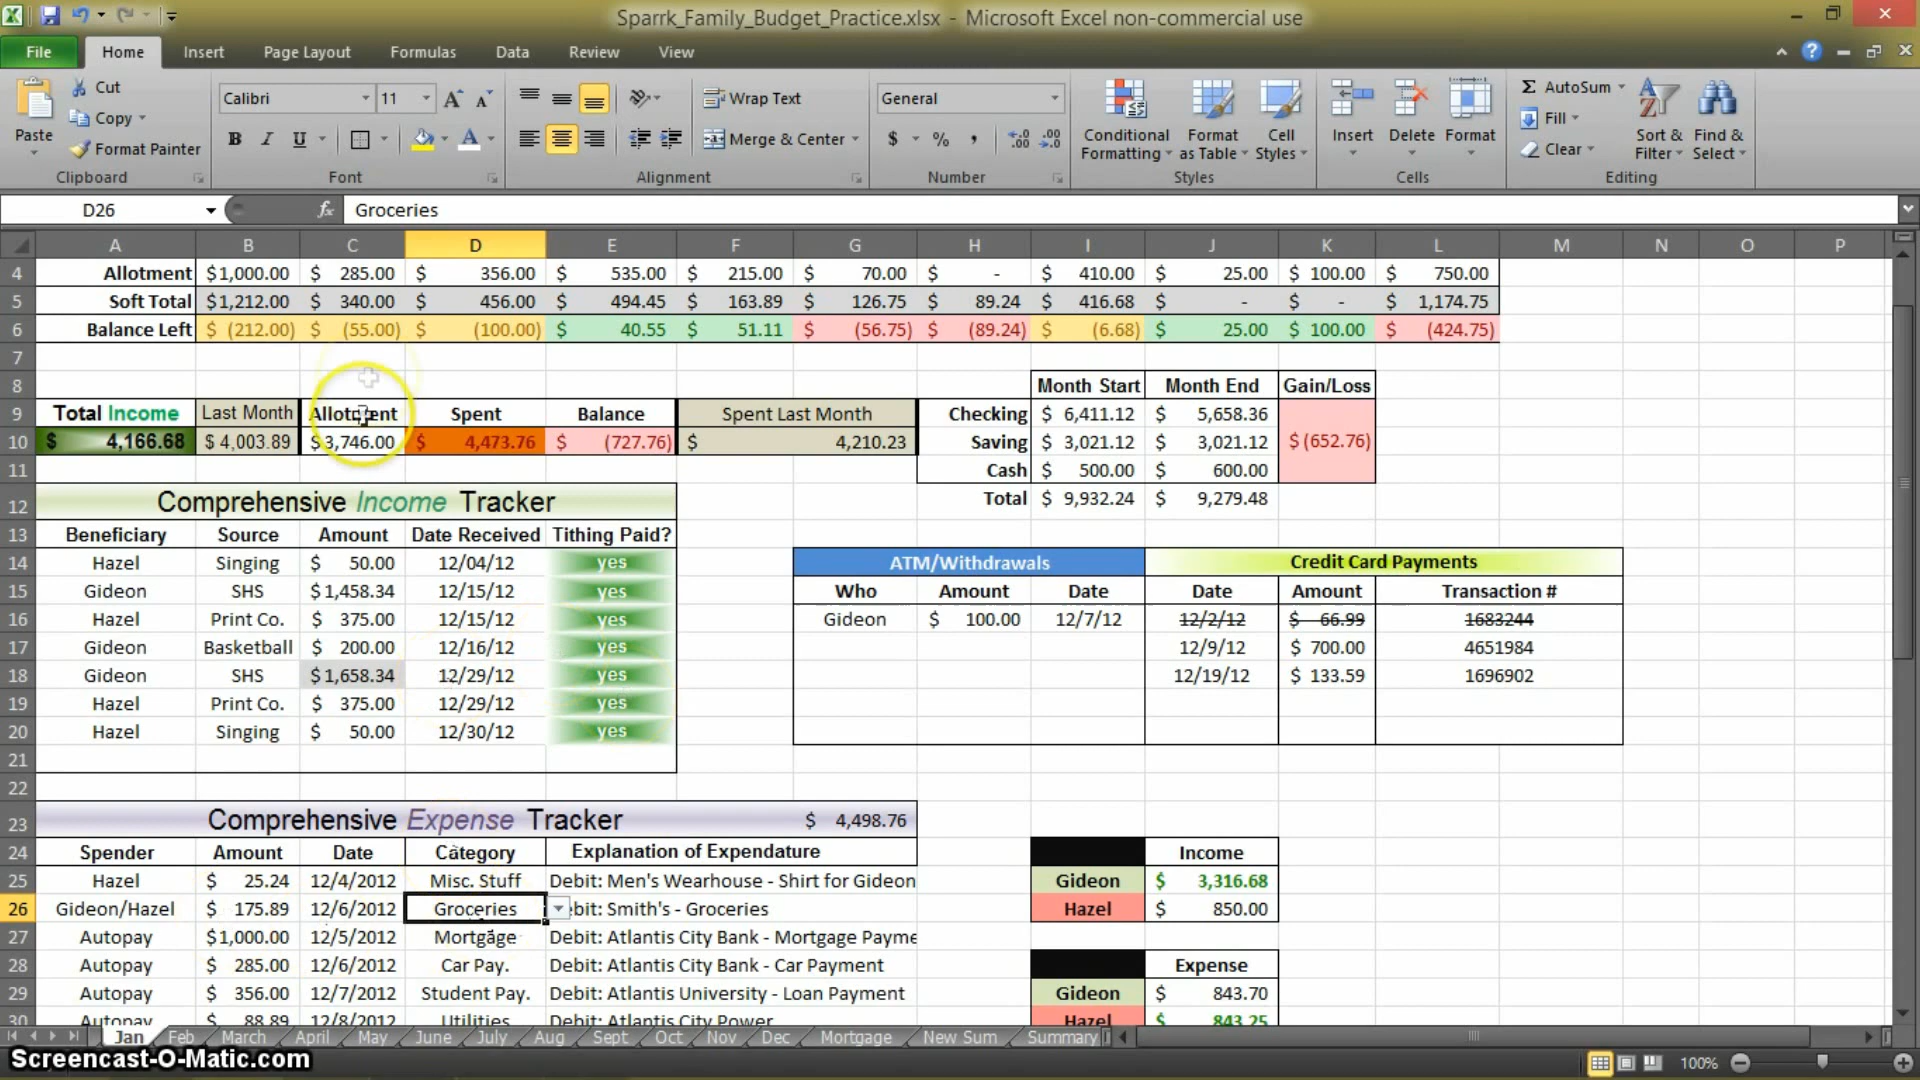 Sparrk_Family_Budget_Practice.xlsx - Microsoft Excel non-commercial use
File Home Insert Page Layout Formulas Data Review View
Paste Cut Copy Format Painter Clipboard
Calibri 11 B I U Font
Wrap Text Merge & Center Alignment
General $ % , Number
Conditional Formatting Format as Table Cell Styles Styles
Insert Delete Format Cells
AutoSum Fill Clear Sort & Filter Find & Select Editing
D26 fx Groceries
A B C D E F G H I J K L M N O P
4 Allotment $1,000.00 $ 285.00 $ 356.00 $ 535.00 $ 215.00 $ 70.00 $ - $ 410.00 $ 25.00 $ 100.00 $ 750.00
5 Soft Total $1,212.00 $ 340.00 $ 456.00 $ 494.45 $ 163.89 $ 126.75 $ 89.24 $ 416.68 $ - $ - $ 1,174.75
6 Balance Left $ (212.00) $ (55.00) $ (100.00) $ 40.55 $ 51.11 $ (56.75) $ (89.24) $ (6.68) $ 25.00 $ 100.00 $ (424.75)
7
8 Month Start Month End Gain/Loss
9 Total Income Last Month Allotment Spent Balance Spent Last Month Checking $ 6,411.12 $ 5,658.36
10 $ 4,166.68 $ 4,003.89 $ 3,746.00 $ 4,473.76 $ (727.76) $ 4,210.23 Saving $ 3,021.12 $ 3,021.12 $ (652.76)
11 Cash $ 500.00 $ 600.00
12 Comprehensive Income Tracker Total $ 9,932.24 $ 9,279.48
13 Beneficiary Source Amount Date Received Tithing Paid?
14 Hazel Singing $ 50.00 12/04/12 yes ATM/Withdrawals Credit Card Payments
15 Gideon SHS $ 1,458.34 12/15/12 yes Who Amount Date Date Amount Transaction #
16 Hazel Print Co. $ 375.00 12/15/12 yes Gideon $ 100.00 12/7/12 12/2/12 $ 66.99 1683244
17 Gideon Basketball $ 200.00 12/16/12 yes 12/9/12 $ 700.00 4651984
18 Gideon SHS $ 1,658.34 12/29/12 yes 12/19/12 $ 133.59 1696902
19 Hazel Print Co. $ 375.00 12/29/12 yes
20 Hazel Singing $ 50.00 12/30/12 yes
21
22
23 Comprehensive Expense Tracker $ 4,498.76
24 Spender Amount Date Category Explanation of Expendature Income
25 Hazel $ 25.24 12/4/2012 Misc. Stuff Debit: Men's Wearhouse - Shirt for Gideon Gideon $ 3,316.68
26 Gideon/Hazel $ 175.89 12/6/2012 Groceries ebit: Smith's - Groceries Hazel $ 850.00
27 Autopay $1,000.00 12/5/2012 Mortgage Debit: Atlantis City Bank - Mortgage Payme
28 Autopay $ 285.00 12/6/2012 Car Pay. Debit: Atlantis City Bank - Car Payment Expense
29 Autopay $ 356.00 12/7/2012 Student Pay. Debit: Atlantis University - Loan Payment Gideon $ 843.70
30 Autopay $ 88.89 12/8/2012 Utilities Debit: Atlantis City Power Hazel $ 843.25
Jan Feb March April May June July Aug Sept Oct Nov Dec Mortgage New Sum Summary
Screencast-O-Matic.com 100%